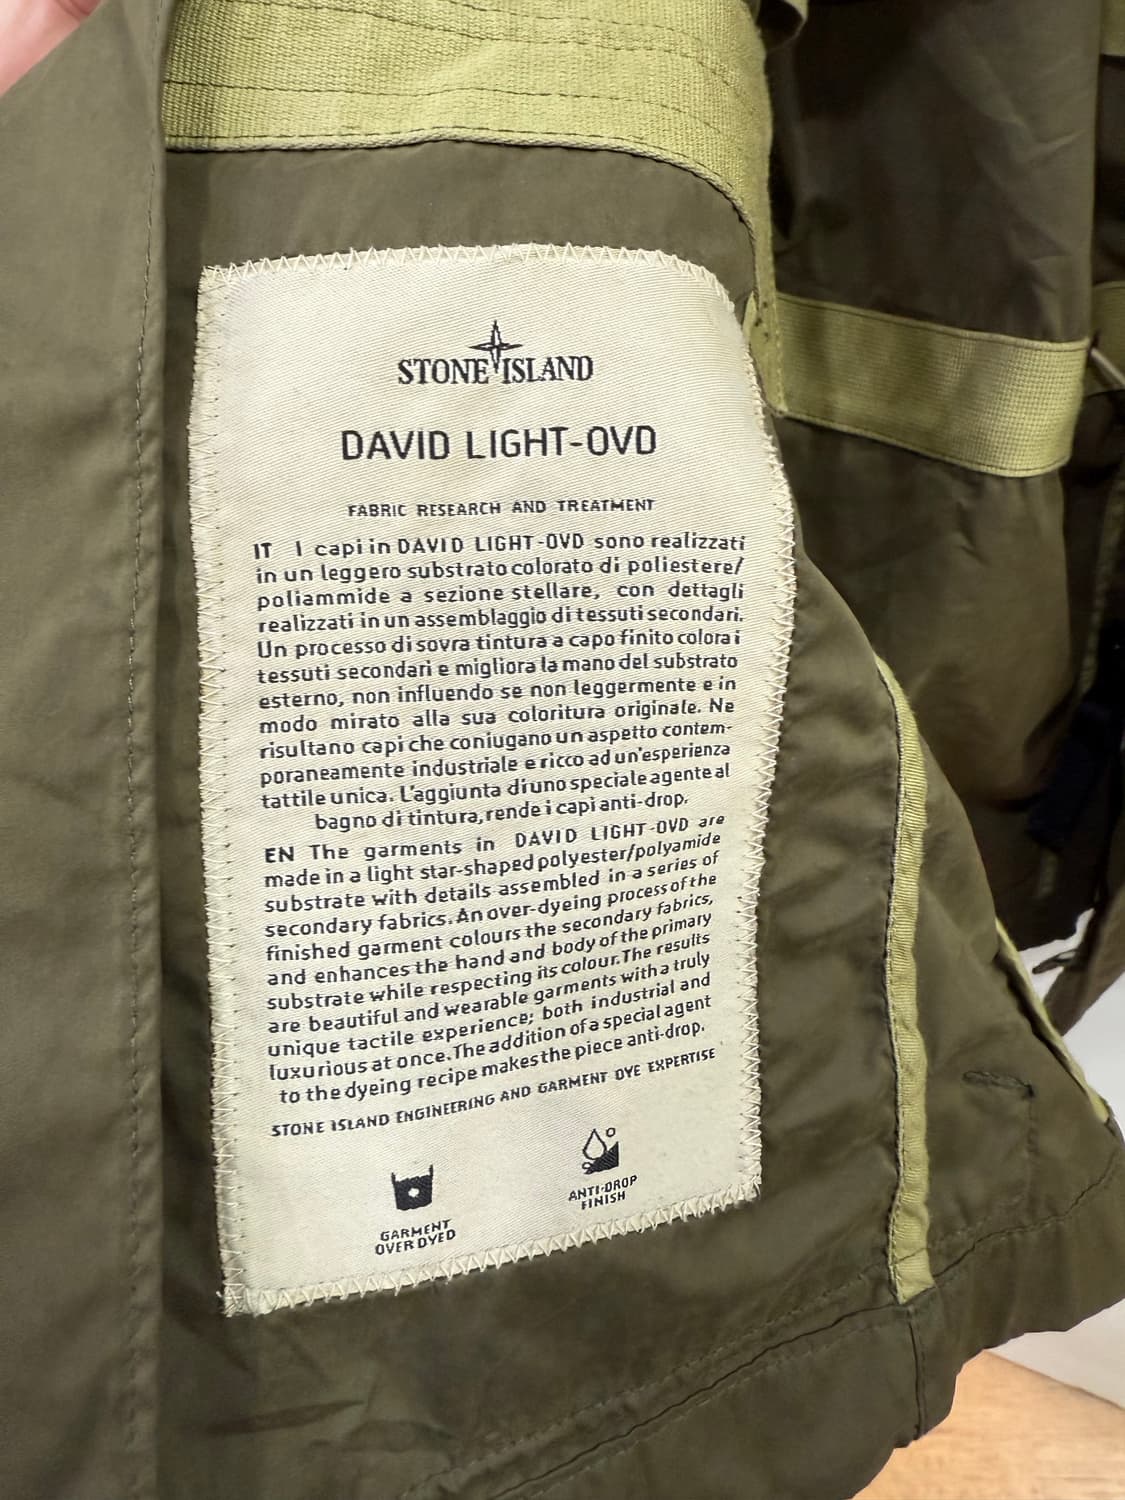 STONE ISLAND
DAVID LIGHT-OVD
FABRIC RESEARCH AND TREATMENT
IT I capi in DAVID LIGHT-OVD sono realizzati
in un leggero substrato colorato di poliestere/
poliammide a sezione stellare, con dettagli
realizzati in un assemblaggio di tessuti secondari.
Un processo di sovra tintura a capo finito colora i
tessuti secondari e migliora la mano del substrato
esterno, non influendo se non leggermente e in
modo mirato alla sua coloritura originale. Ne
risultano capi che coniugano un aspetto contem-
poraneamente industriale e ricco ad un'esperienza
tattile unica. L'aggiunta di uno speciale agente al
bagno di tintura, rende i capi anti-drop.
EN The garments in DAVID LIGHT-OVD are
made in a light star-shaped polyester/polyamide
substrate with details assembled in a series of
secondary fabrics. An over-dyeing process of the
finished garment colours the secondary fabrics,
and enhances the hand and body of the primary
substrate while respecting its colour. The results
are beautiful and wearable garments with a truly
unique tactile experience; both industrial and
luxurious at once. The addition of a special agent
to the dyeing recipe makes the piece anti-drop.
STONE ISLAND ENGINEERING AND GARMENT DYE EXPERTISE
GARMENT
OVER DYED
ANTI-DROP
FINISH